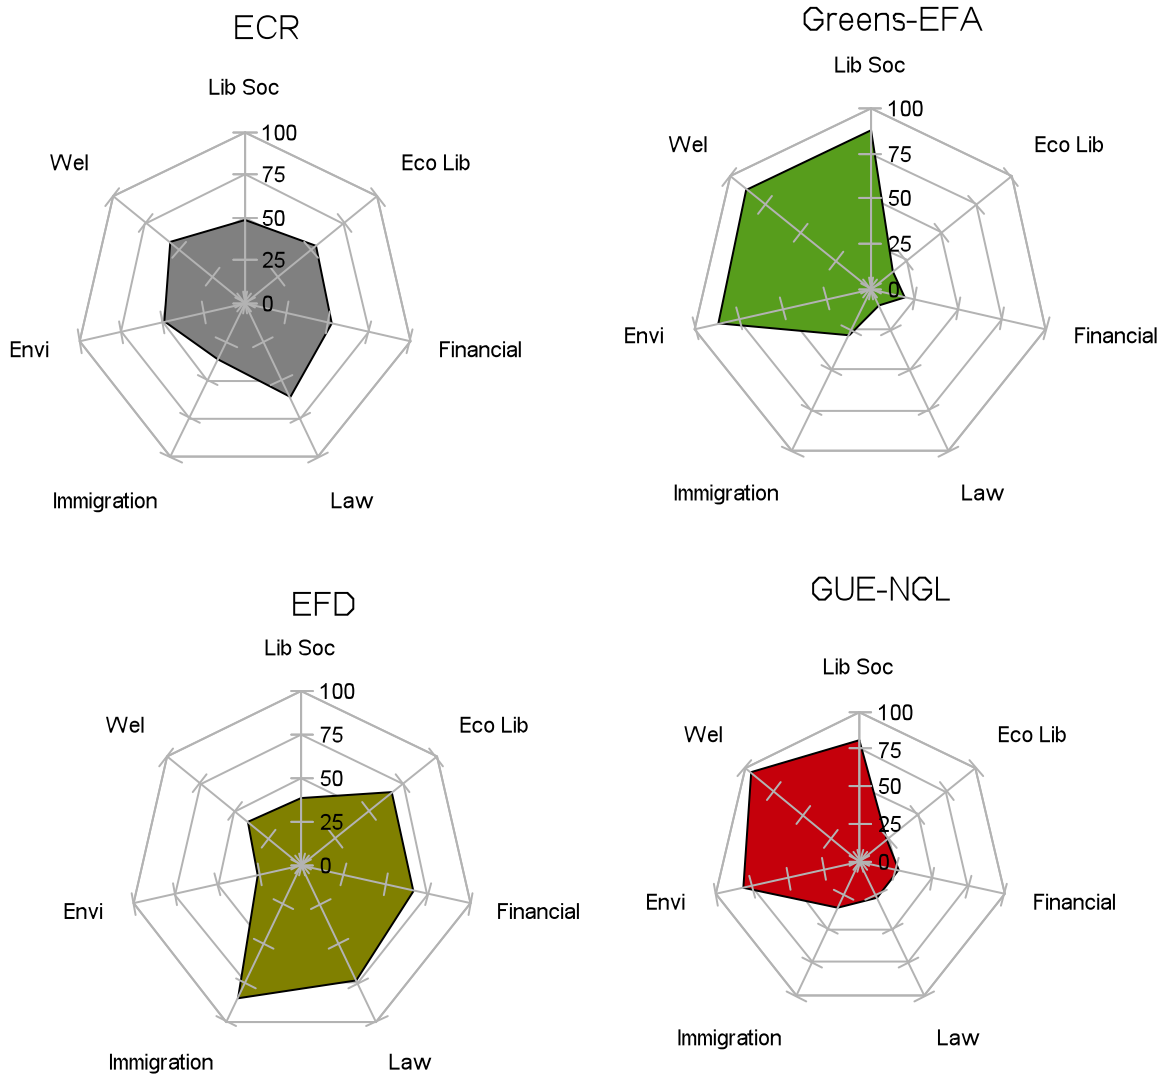 ECR
Lib Soc
100
75
50
25
0
Eco Lib
Financial
Law
Immigration
Envi
Wel
Greens-EFA
Lib Soc
100
75
50
25
0
Eco Lib
Financial
Law
Immigration
Envi
Wel
EFD
Lib Soc
100
75
50
25
0
Eco Lib
Financial
Law
Immigration
Envi
Wel
GUE-NGL
Lib Soc
100
75
50
25
0
Eco Lib
Financial
Law
Immigration
Envi
Wel